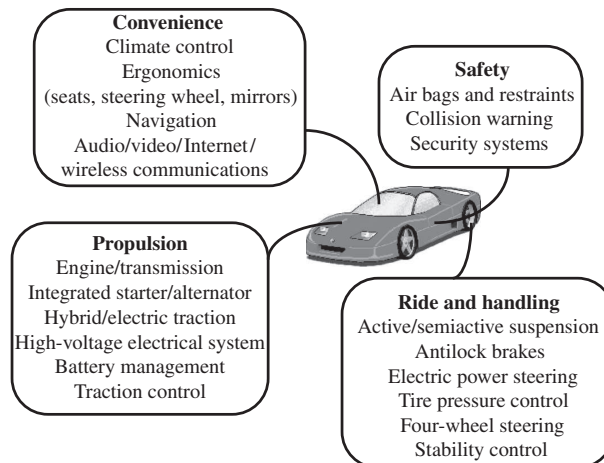 Convenience
Climate control
Ergonomics
(seats, steering wheel, mirrors)
Navigation
Audio/video/Internet/
wireless communications
Safety
Air bags and restraints
Collision warning
Security systems
Propulsion
Engine/transmission
Integrated starter/alternator
Hybrid/electric traction
High-voltage electrical system
Battery management
Traction control
Ride and handling
Active/semiactive suspension
Antilock brakes
Electric power steering
Tire pressure control
Four-wheel steering
Stability control